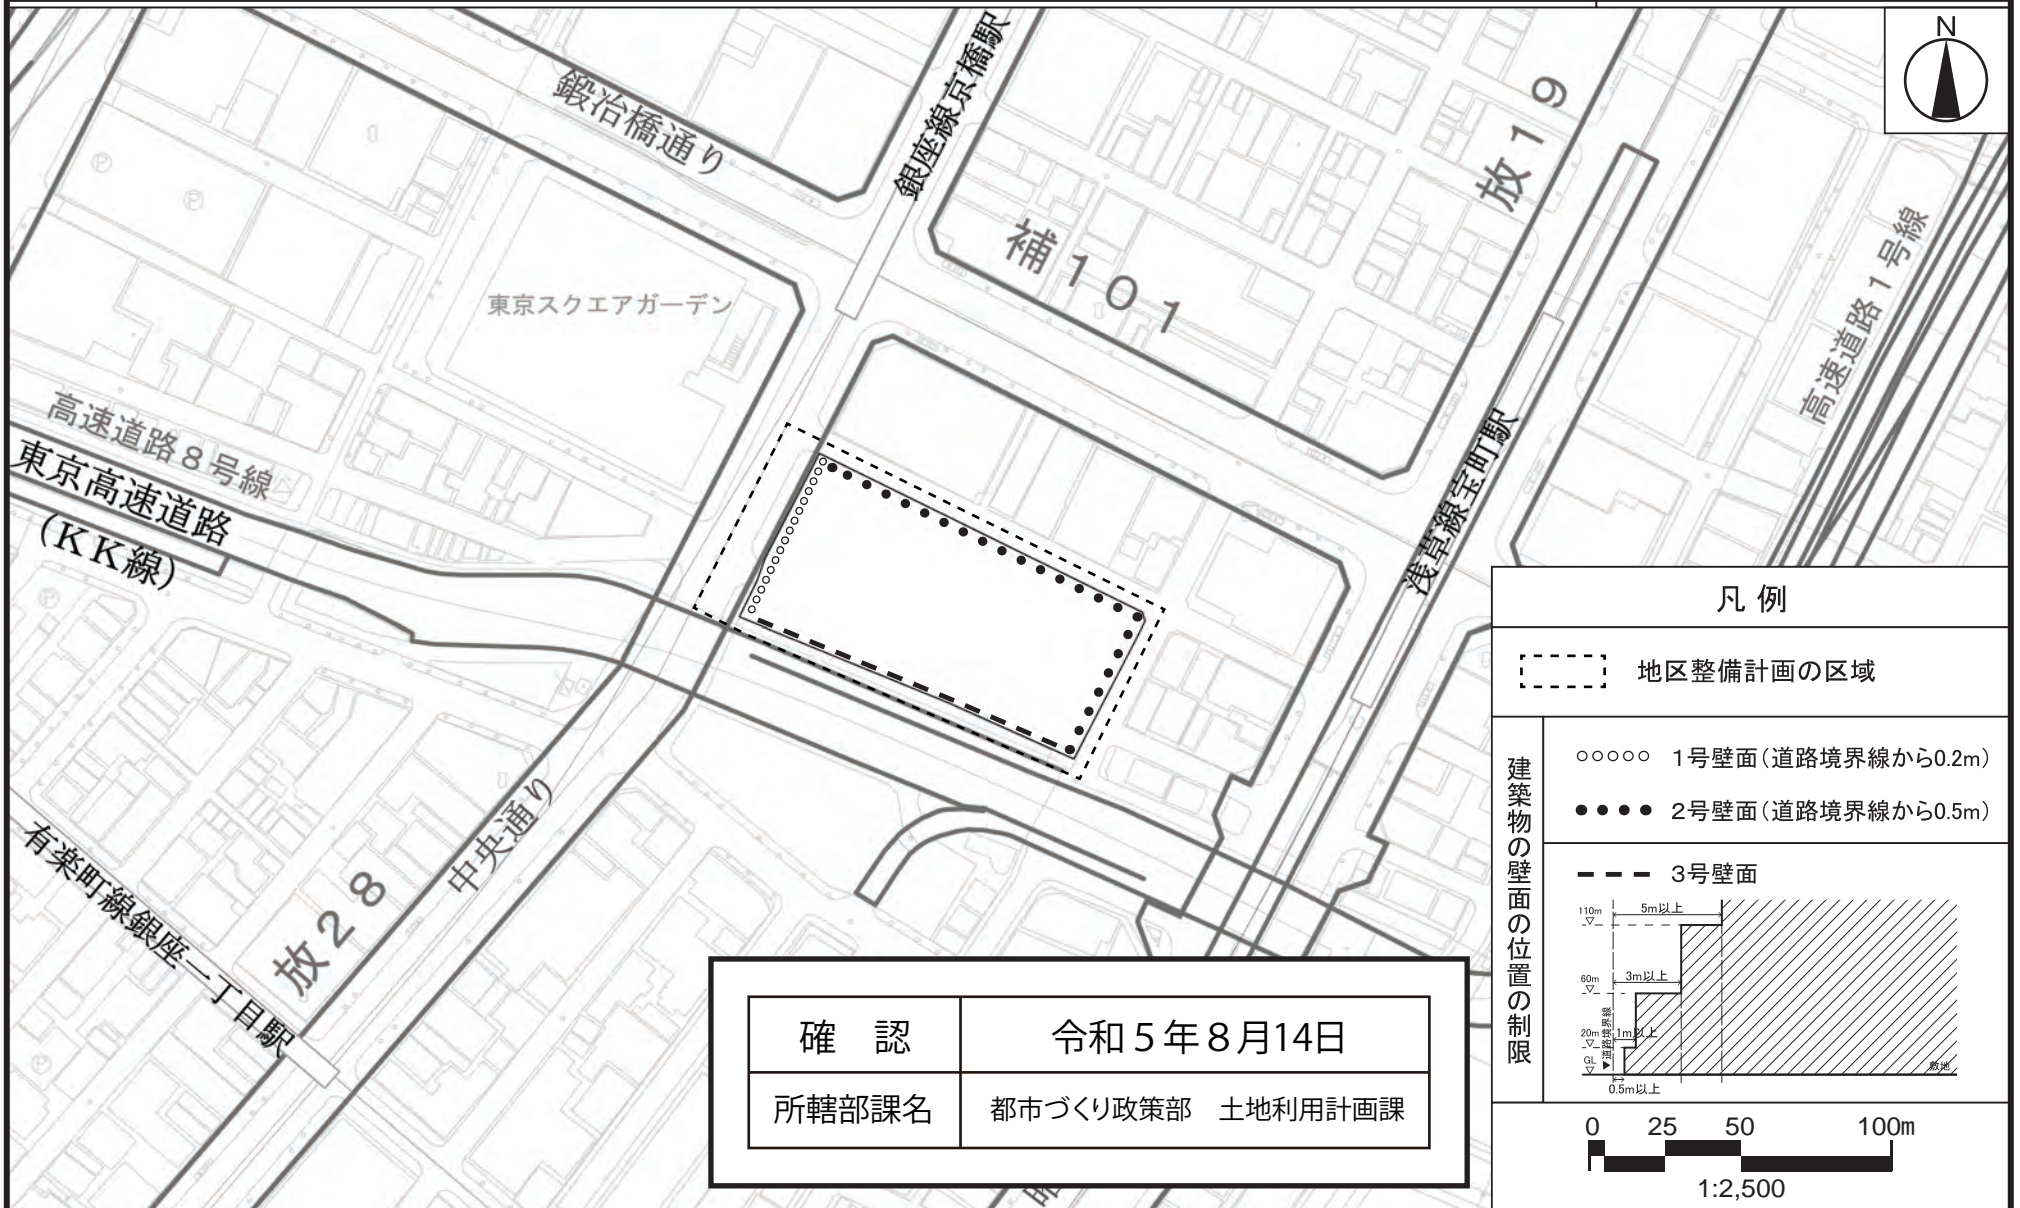 N
鍛冶橋通り
銀座線京橋駅
放19
補101
高速道路1号線
東京スクエアガーデン
高速道路8号線
東京高速道路
(KK線)
浅草線宝町駅
有楽町線銀座一丁目駅
放28
中央通り
凡例
地区整備計画の区域
建築物の壁面の位置の制限
1号壁面(道路境界線から0.2m)
2号壁面(道路境界線から0.5m)
3号壁面
110m
5m以上
60m
3m以上
20m
1m以上
道路境界線
GL
敷地
0.5m以上
確 認 令和5年8月14日
所轄部課名 都市づくり政策部 土地利用計画課
0 25 50 100m
1:2,500